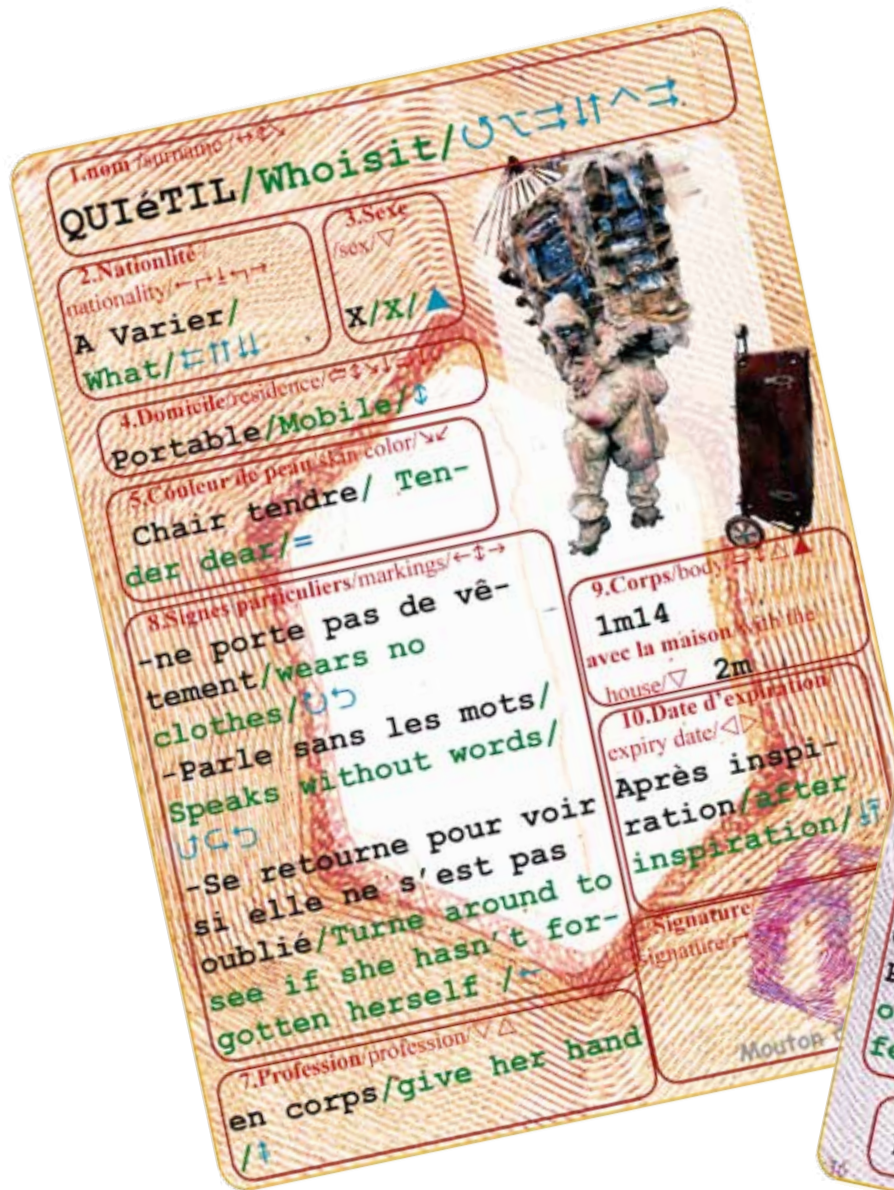 1.nom /surname/↔↕↘
QUIéTIL/Whoisit/
2.Nationlité/
nationality/
A Varier/
What/⇇⇈⇊
3.Sexe
/sex/▽
X/X/▲
4.Domicile/residence/
Portable/Mobile/↕
5.Couleur de peau/skin color/↘↙
Chair tendre/ Ten-
der dear/=
8.Signes particuliers/markings/←↕→
-ne porte pas de vê-
tement/wears no
clothes/↻⮌
-Parle sans les mots/
Speaks without words/
-Se retourne pour voir
si elle ne s'est pas
oublié/Turne around to
see if she hasn't for-
gotten herself /←
7.Profession/profession/▽△
en corps/give her hand
/↕
9.Corps/body/
1m14
avec la maison/with the
house/▽ 2m
10.Date d'expiration/
expiry date/◁▷
Après inspi-
ration/after
inspiration/
Signature/
signature/
Mouton